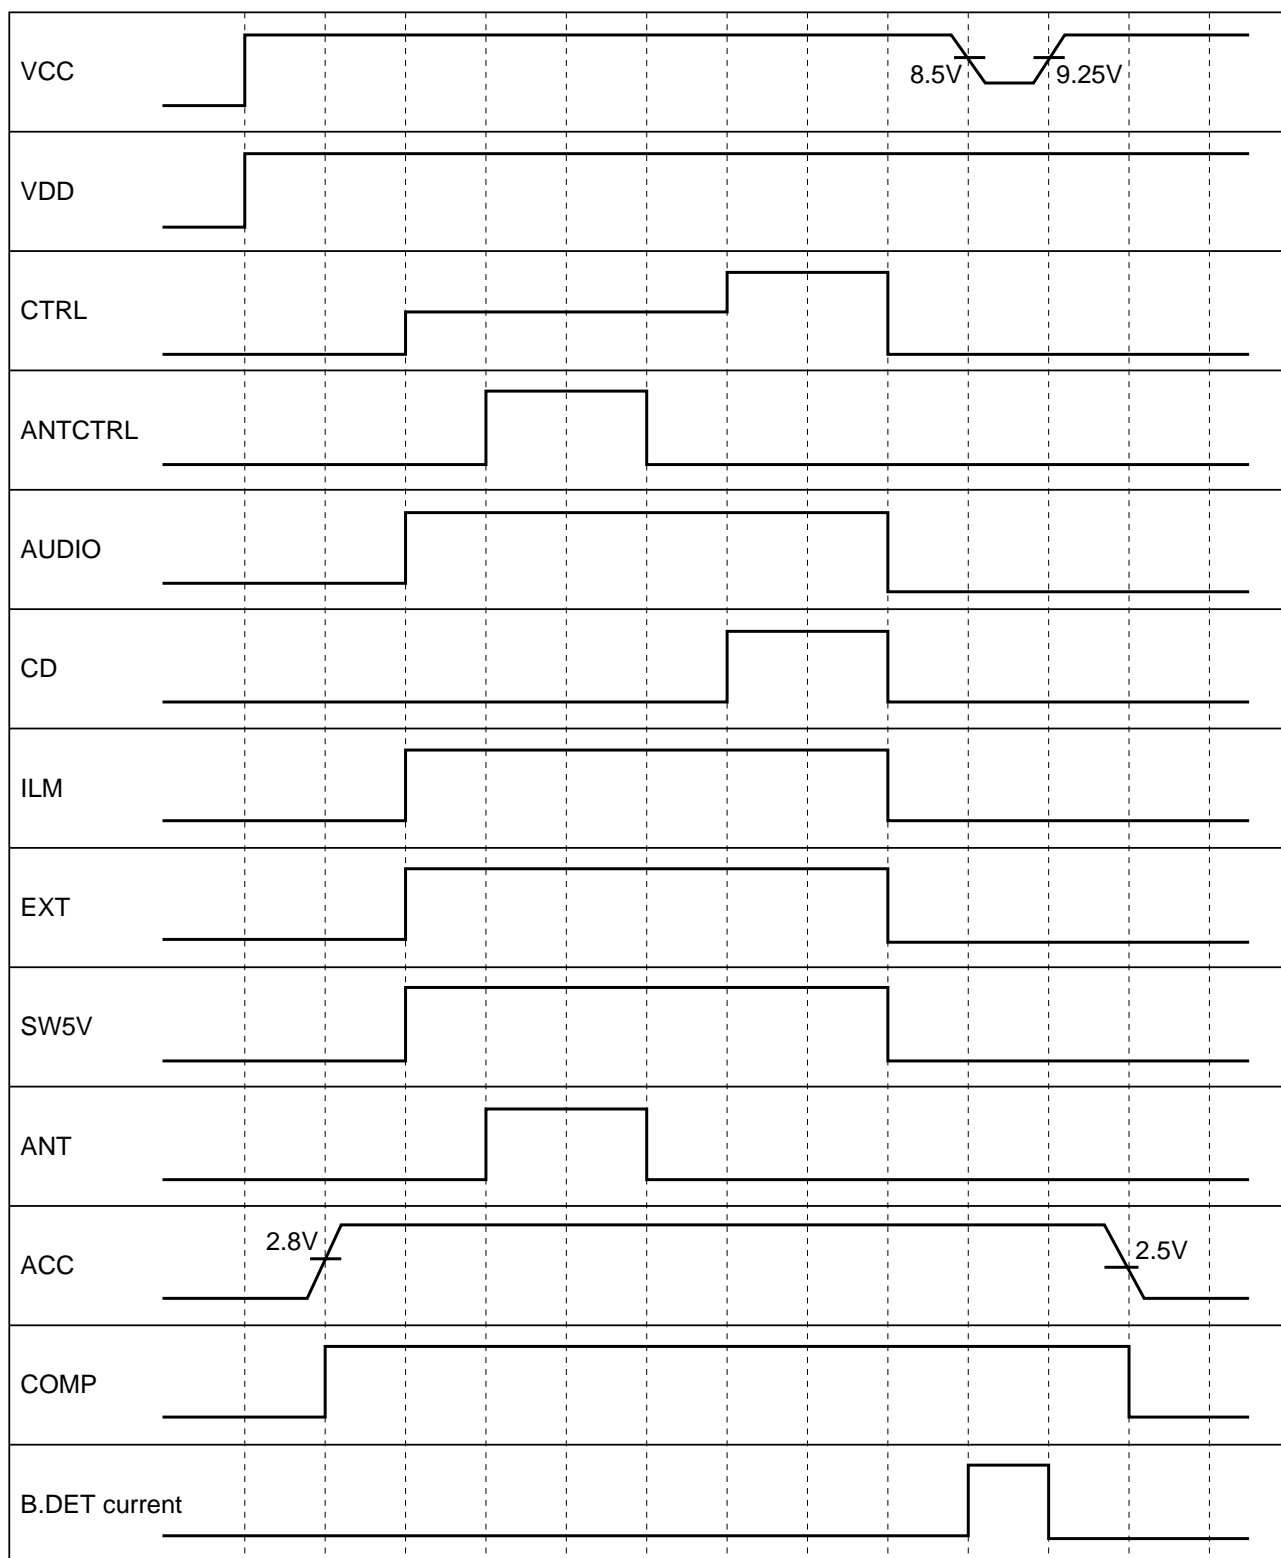 VCC
8.5V
9.25V
VDD
CTRL
ANTCTRL
AUDIO
CD
ILM
EXT
SW5V
ANT
ACC
2.8V
2.5V
COMP
B.DET current